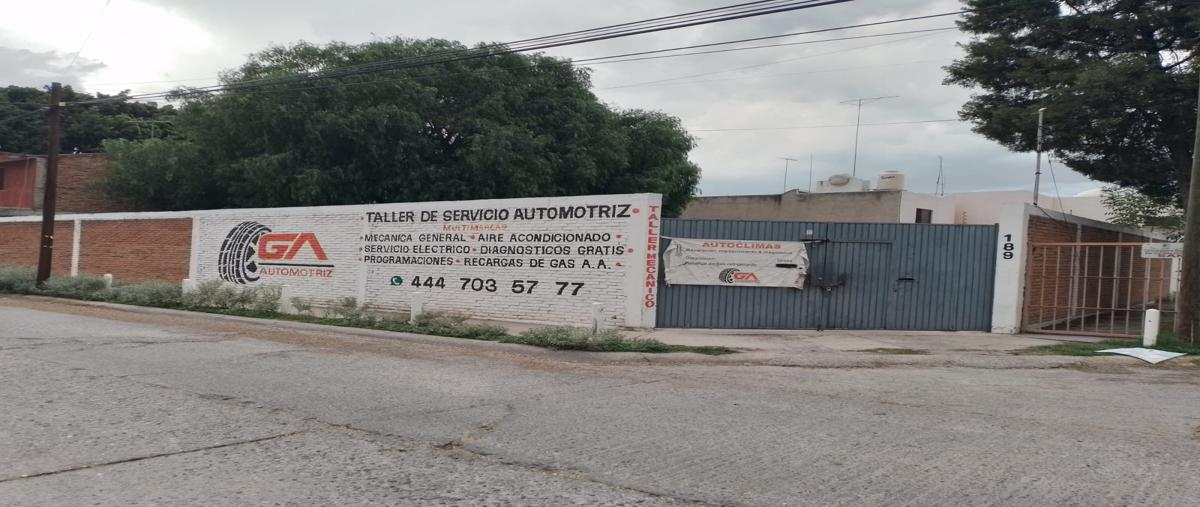 GA
AUTOMOTRIZ
TALLER DE SERVICIO AUTOMOTRIZ •
MULTIMARCAS
• MECANICA GENERAL • AIRE ACONDICIONADO •
• SERVICIO ELECTRICO • DIAGNOSTICOS GRATIS •
PROGRAMACIONES • RECARGAS DE GAS A.A. •
444 703 57 77
TALLER MECANICO
AUTOCLIMAS
GA
189